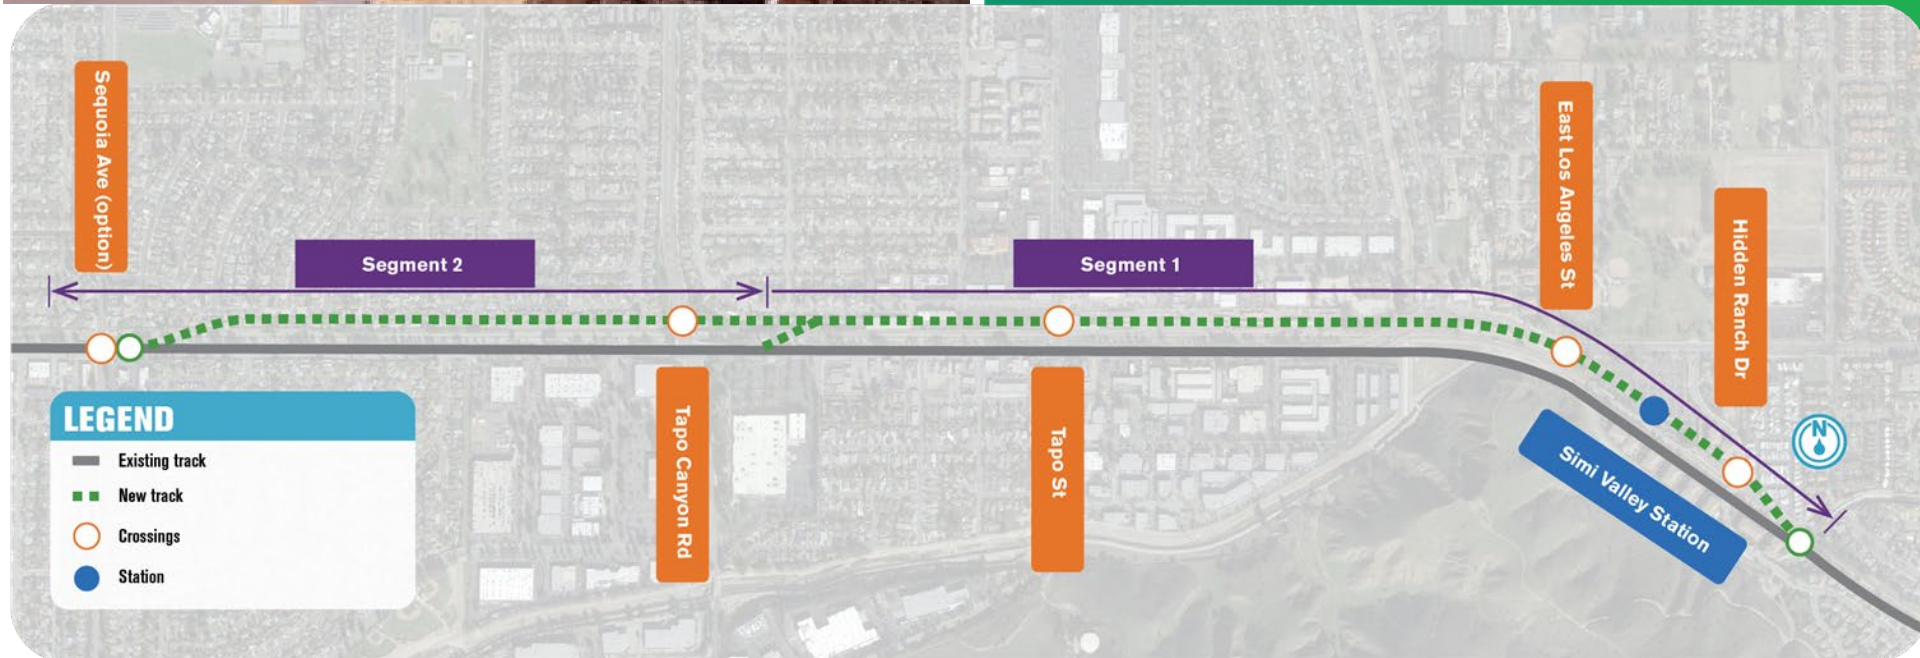 Sequoia Ave (option)
Segment 2
Segment 1
East Los Angeles St
Hidden Ranch Dr
Tapo Canyon Rd
Tapo St
Simi Valley Station
N
LEGEND
Existing track
New track
Crossings
Station